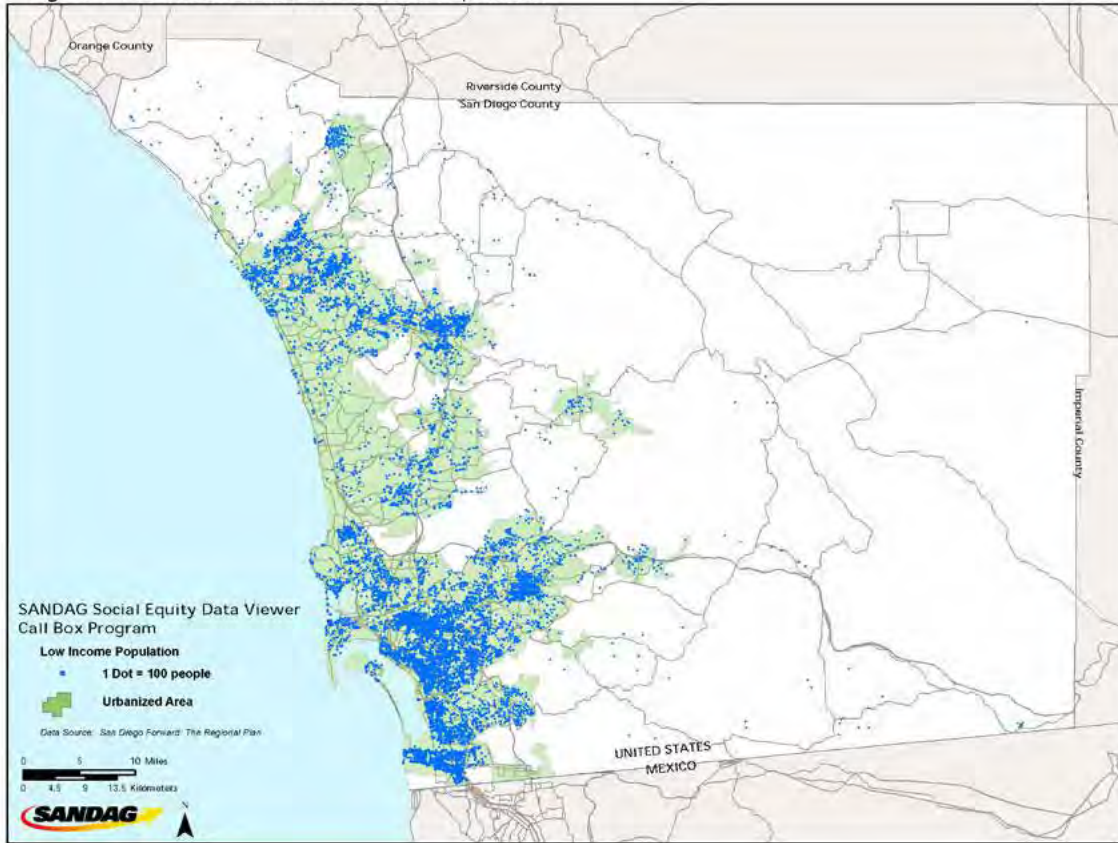 Orange County
Riverside County
San Diego County
Imperial County
SANDAG Social Equity Data Viewer
Call Box Program
Low Income Population
1 Dot = 100 people
Urbanized Area
Data Source: San Diego Forward: The Regional Plan
0 5 10 Miles
0 4.5 9 13.5 Kilometers
SANDAG
N
UNITED STATES
MEXICO